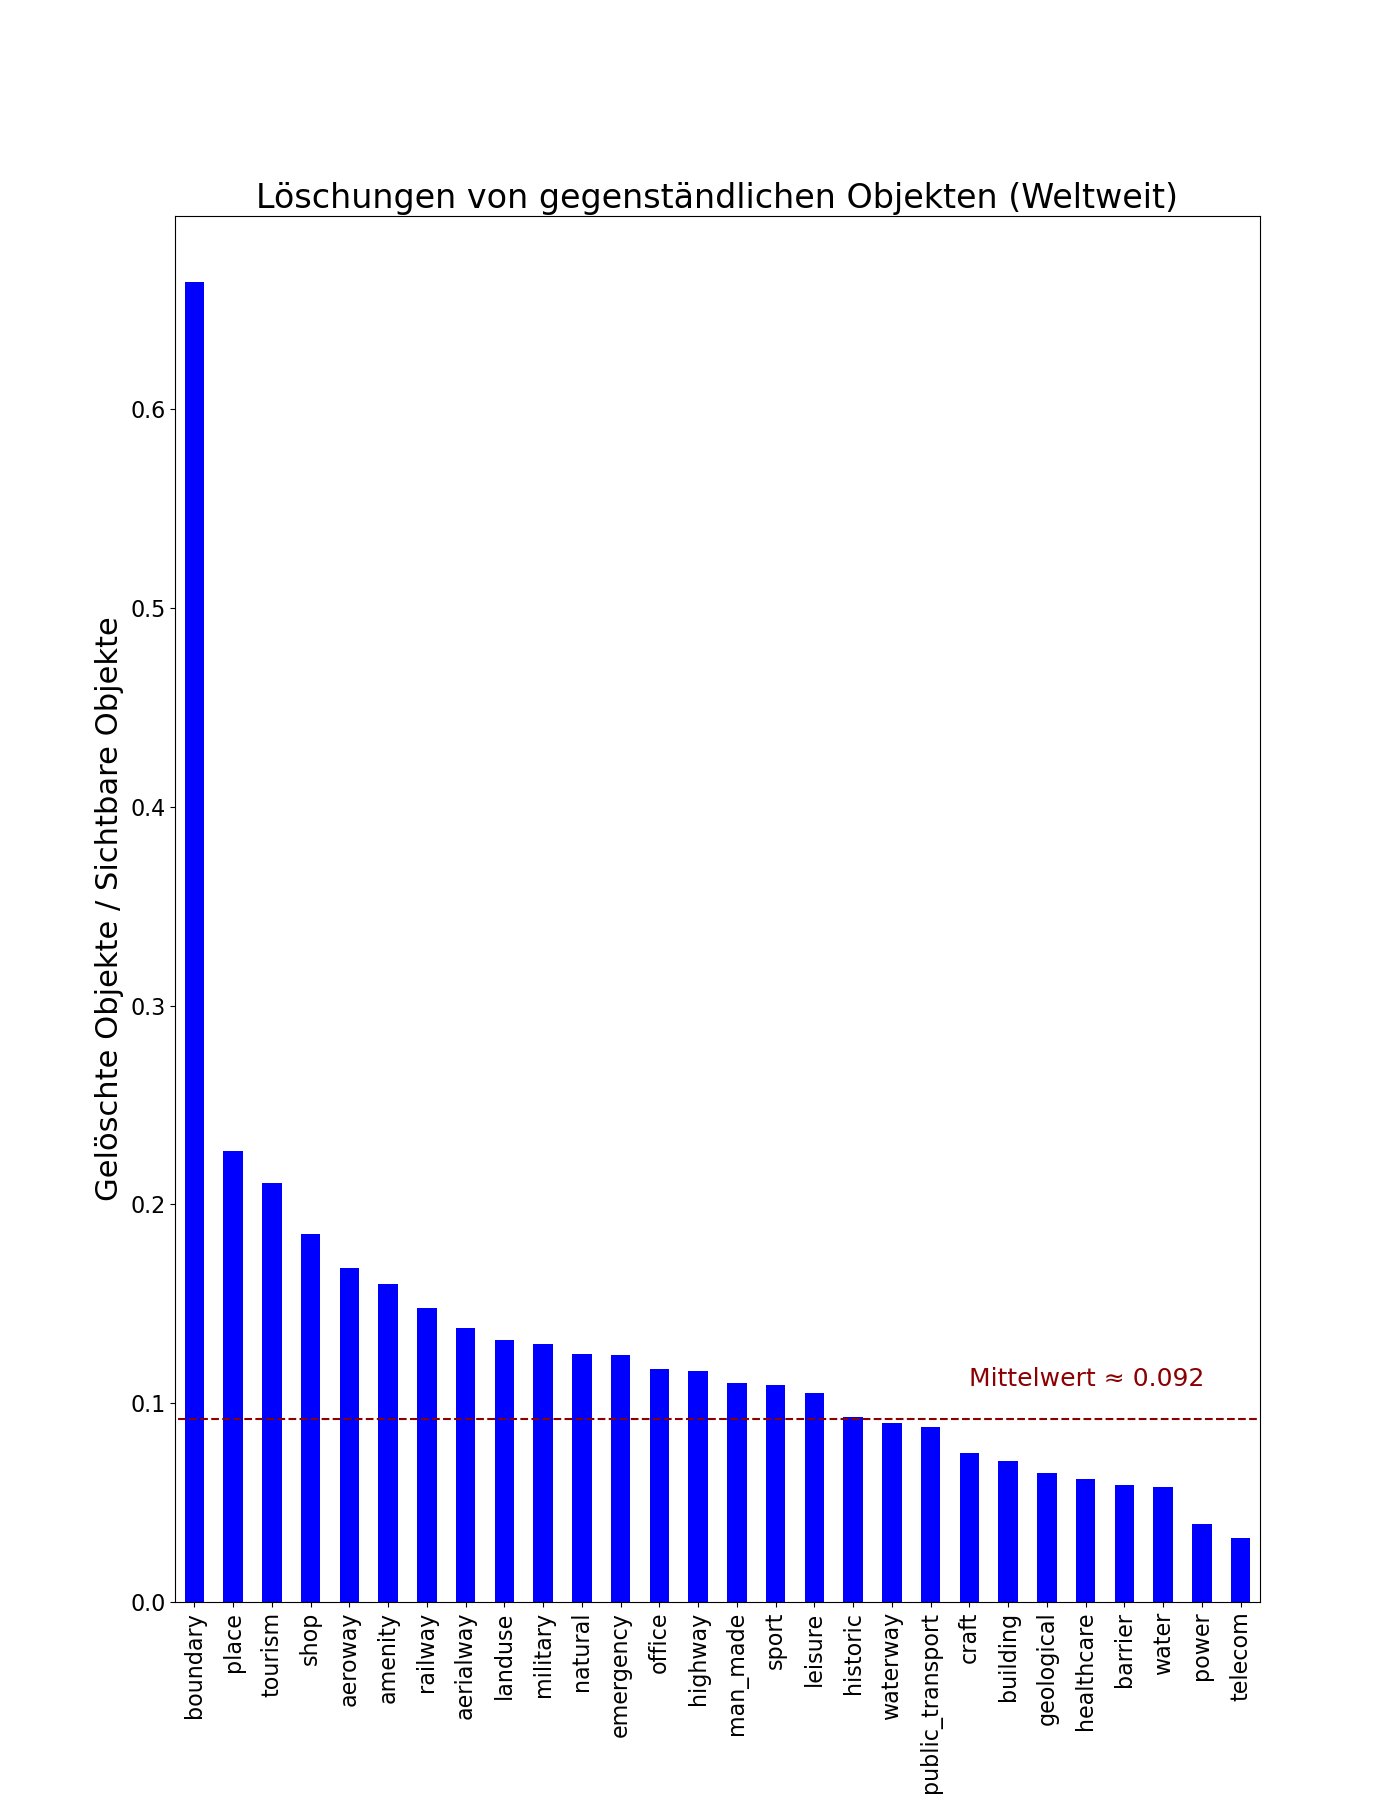 Löschungen von gegenständlichen Objekten (Weltweit)
Gelöschte Objekte / Sichtbare Objekte
0.6
0.5
0.4
0.3
0.2
0.1
0.0
Mittelwert ≈ 0.092
boundary
place
tourism
shop
aeroway
amenity
railway
aerialway
landuse
military
natural
emergency
office
highway
man_made
sport
leisure
historic
waterway
public_transport
craft
building
geological
healthcare
barrier
water
power
telecom